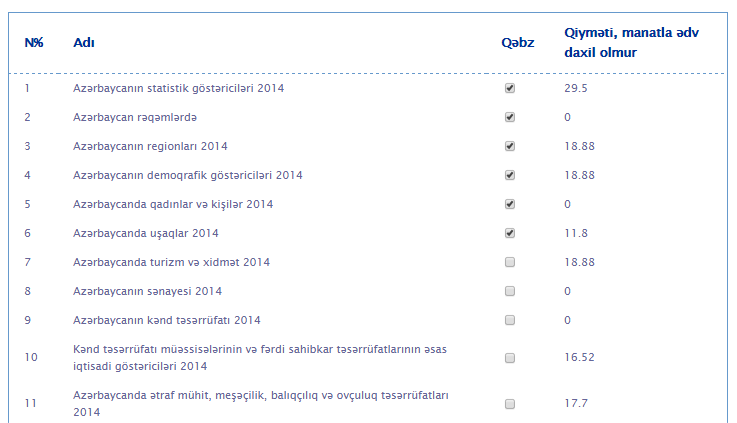 N% Adı Qəbz Qiyməti, manatla ədv
daxil olmur
1 Azərbaycanın statistik göstəriciləri 2014 29.5
2 Azərbaycan rəqəmlərdə 0
3 Azərbaycanın regionları 2014 18.88
4 Azərbaycanın demoqrafik göstəriciləri 2014 18.88
5 Azərbaycanda qadınlar və kişilər 2014 0
6 Azərbaycanda uşaqlar 2014 11.8
7 Azərbaycanda turizm və xidmət 2014 18.88
8 Azərbaycanın sənayesi 2014 0
9 Azərbaycanın kənd təsərrüfatı 2014 0
10 Kənd təsərrüfatı müəssisələrinin və fərdi sahibkar təsərrüfatlarının əsas
iqtisadi göstəriciləri 2014 16.52
11 Azərbaycanda ətraf mühit, meşəçilik, balıqçılıq və ovçuluq təsərrüfatları
2014 17.7